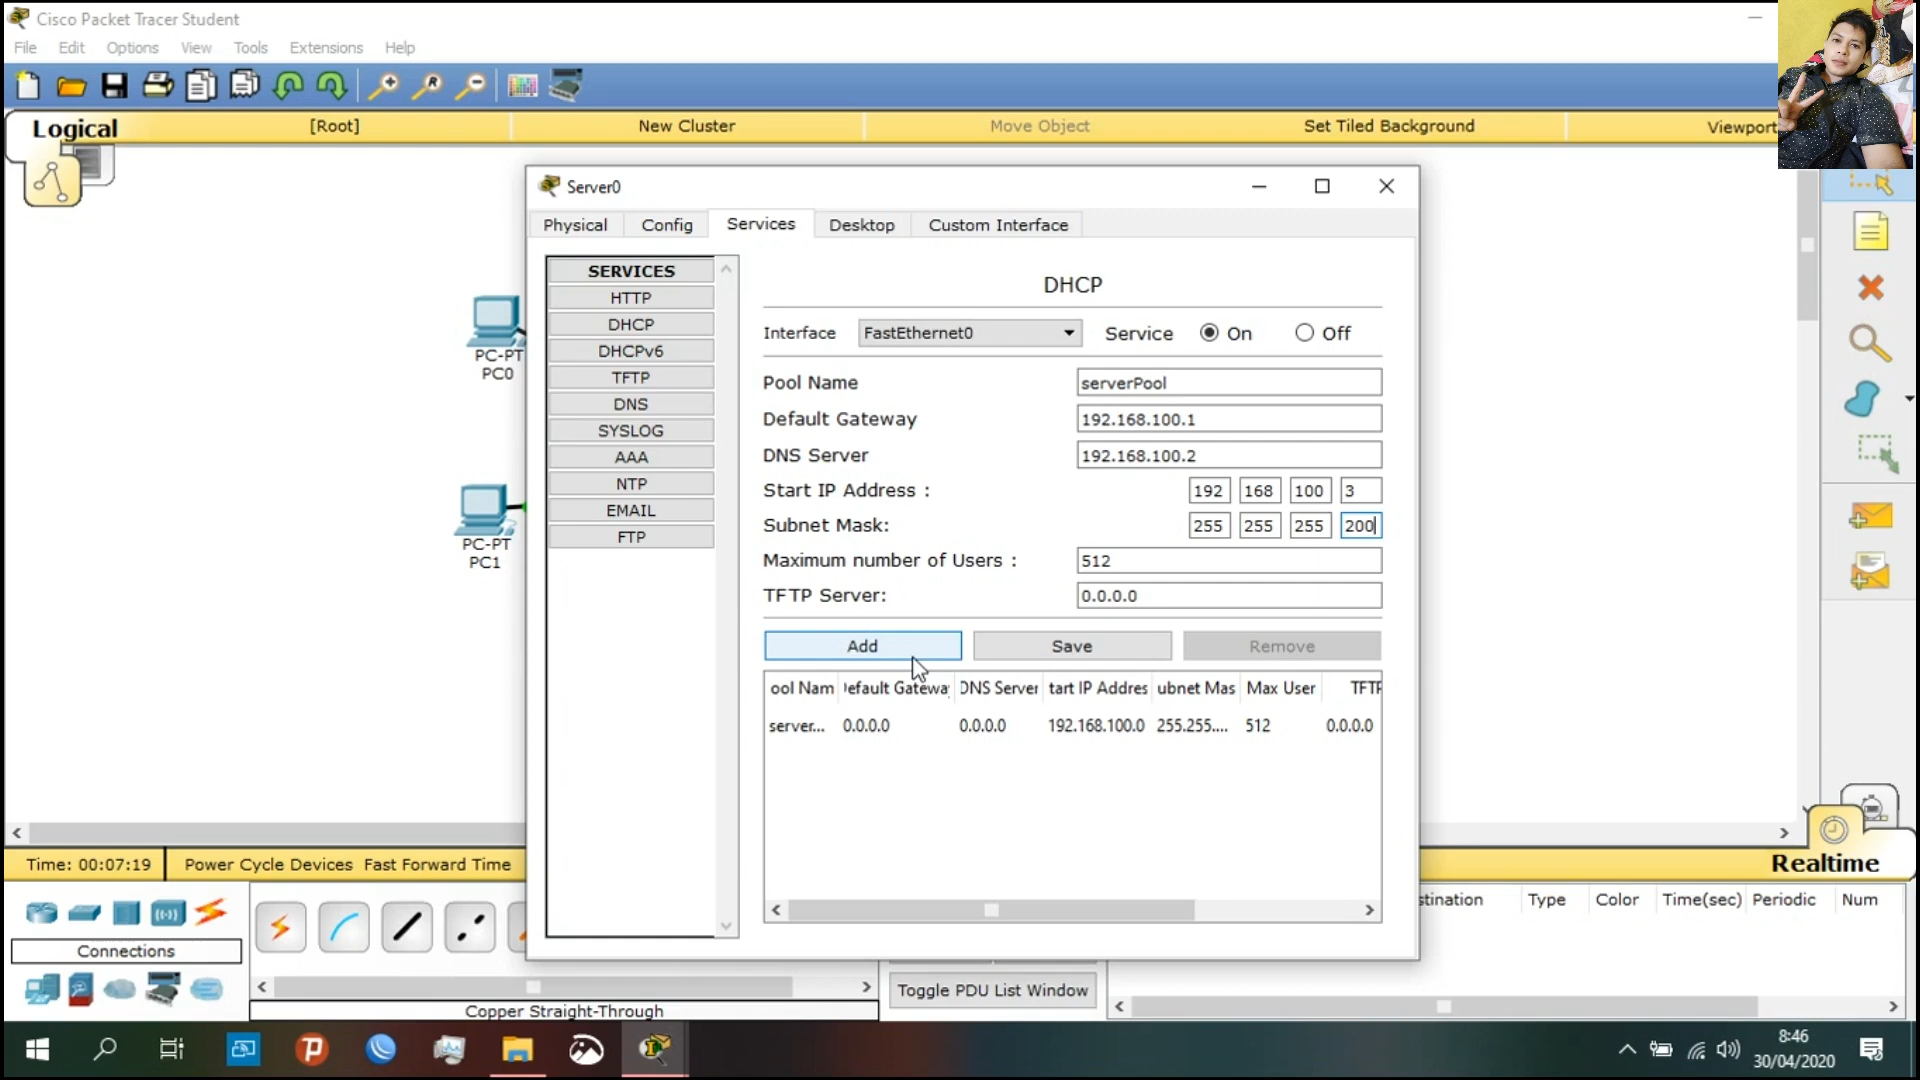 Cisco Packet Tracer Student
File Edit Options View Tools Extensions Help
Logical [Root] New Cluster Move Object Set Tiled Background Viewport
Server0
Physical Config Services Desktop Custom Interface
SERVICES
HTTP
DHCP
DHCPv6
TFTP
DNS
SYSLOG
AAA
NTP
EMAIL
FTP
DHCP
Interface FastEthernet0 Service On Off
Pool Name serverPool
Default Gateway 192.168.100.1
DNS Server 192.168.100.2
Start IP Address : 192 168 100 3
Subnet Mask: 255 255 255 200
Maximum number of Users : 512
TFTP Server: 0.0.0.0
Add Save Remove
ool Nam efault Gateway DNS Server tart IP Addres ubnet Mas Max User TFTP
server... 0.0.0.0 0.0.0.0 192.168.100.0 255.255.... 512 0.0.0.0
PC-PT
PC0
PC-PT
PC1
Time: 00:07:19 Power Cycle Devices Fast Forward Time Realtime
stination Type Color Time(sec) Periodic Num
Connections
Toggle PDU List Window
Copper Straight-Through
8:46
30/04/2020